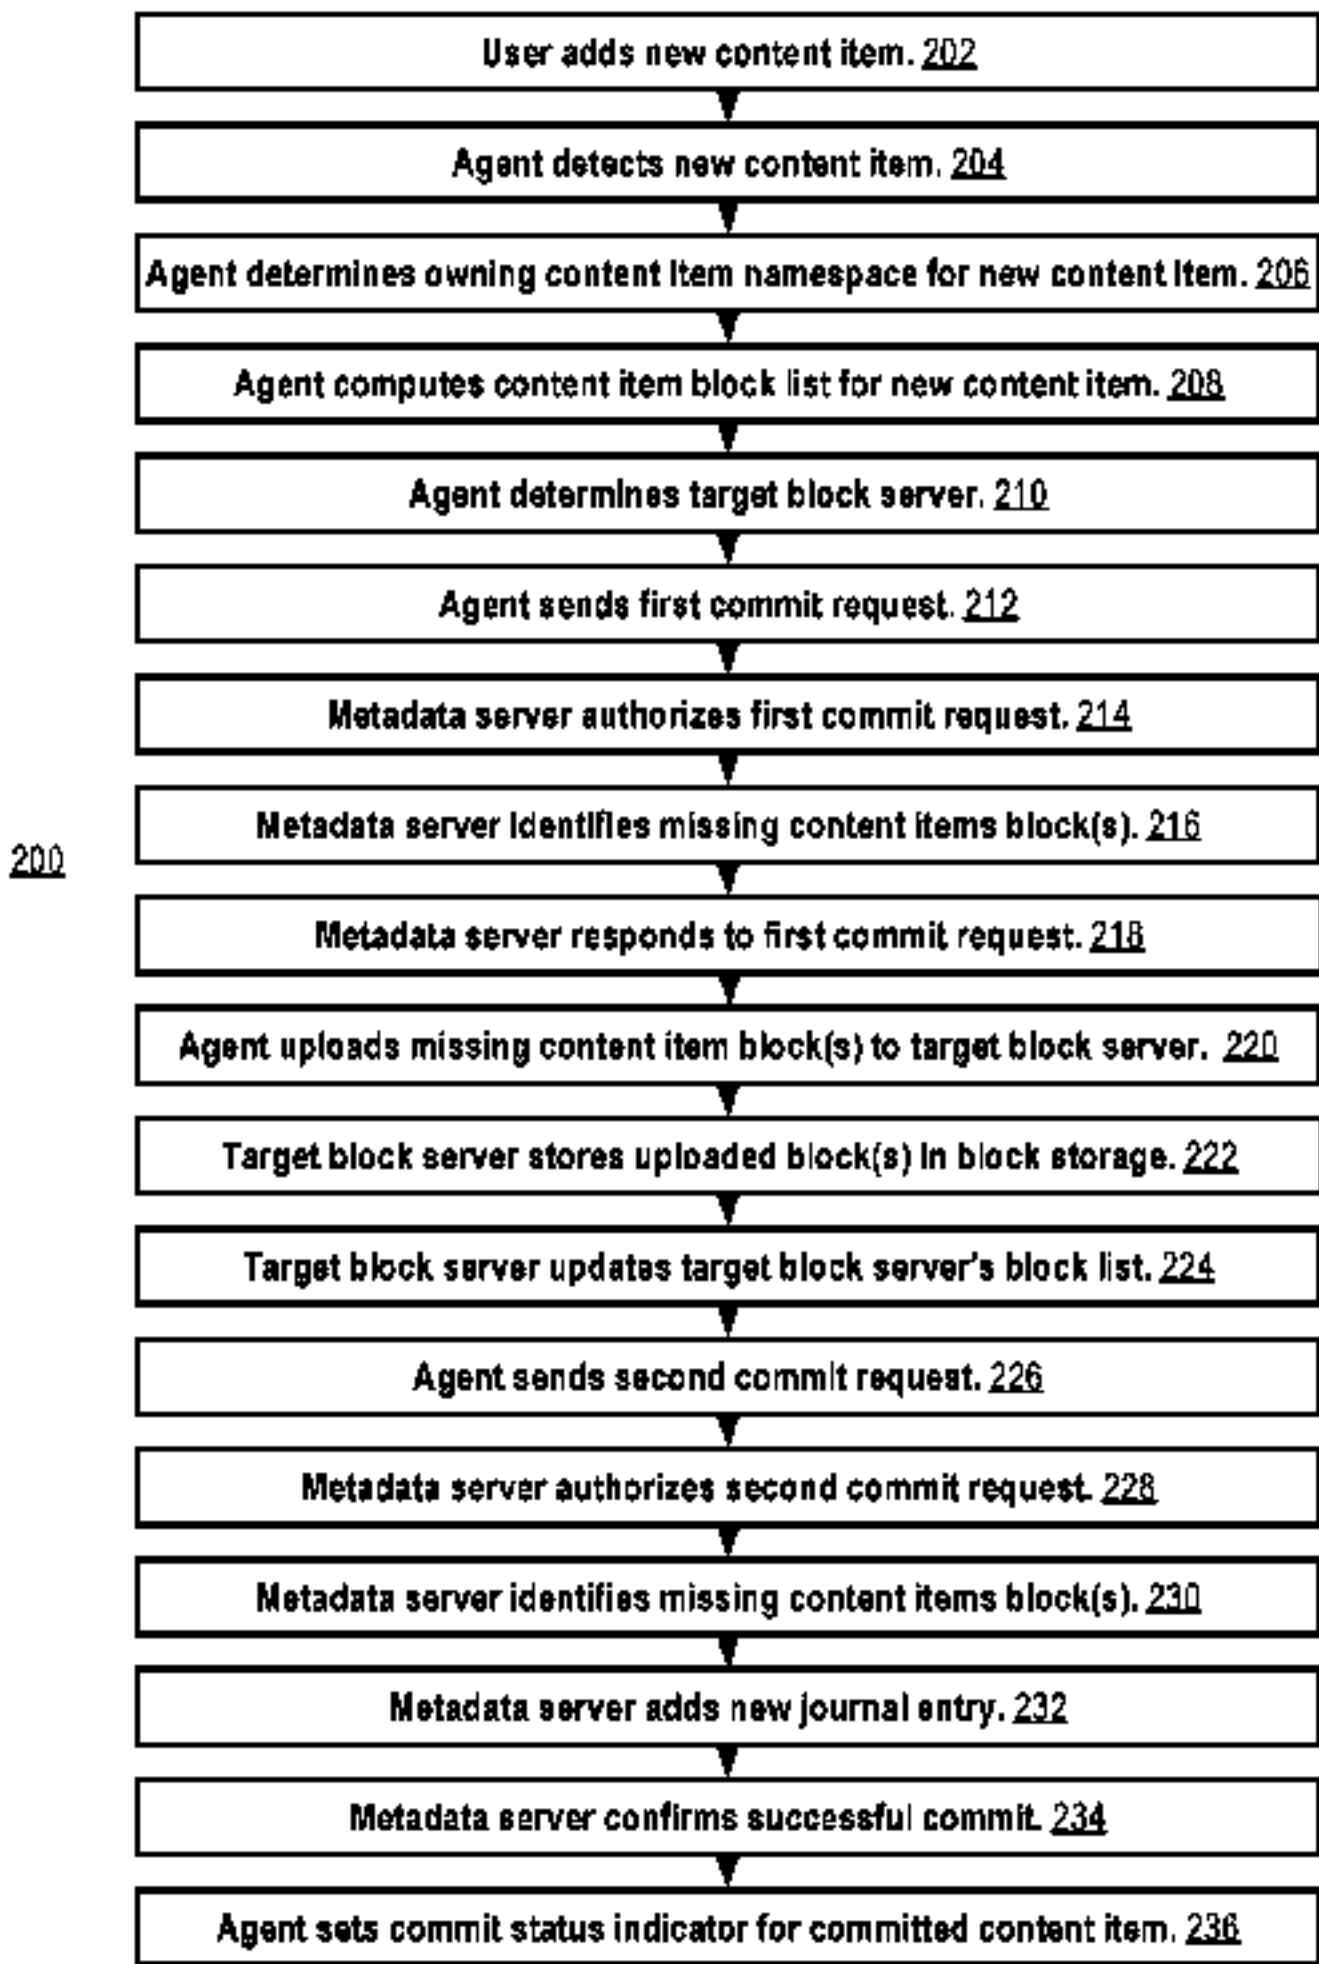 User adds new content item. 202
Agent detects new content item. 204
Agent determines owning content item namespace for new content item. 206
Agent computes content item block list for new content item. 208
Agent determines target block server. 210
Agent sends first commit request. 212
Metadata server authorizes first commit request. 214
Metadata server identifies missing content items block(s). 216
200
Metadata server responds to first commit request. 218
Agent uploads missing content item block(s) to target block server. 220
Target block server stores uploaded block(s) in block storage. 222
Target block server updates target block server's block list. 224
Agent sends second commit request. 226
Metadata server authorizes second commit request. 228
Metadata server identifies missing content items block(s). 230
Metadata server adds new journal entry. 232
Metadata server confirms successful commit. 234
Agent sets commit status indicator for committed content item. 236